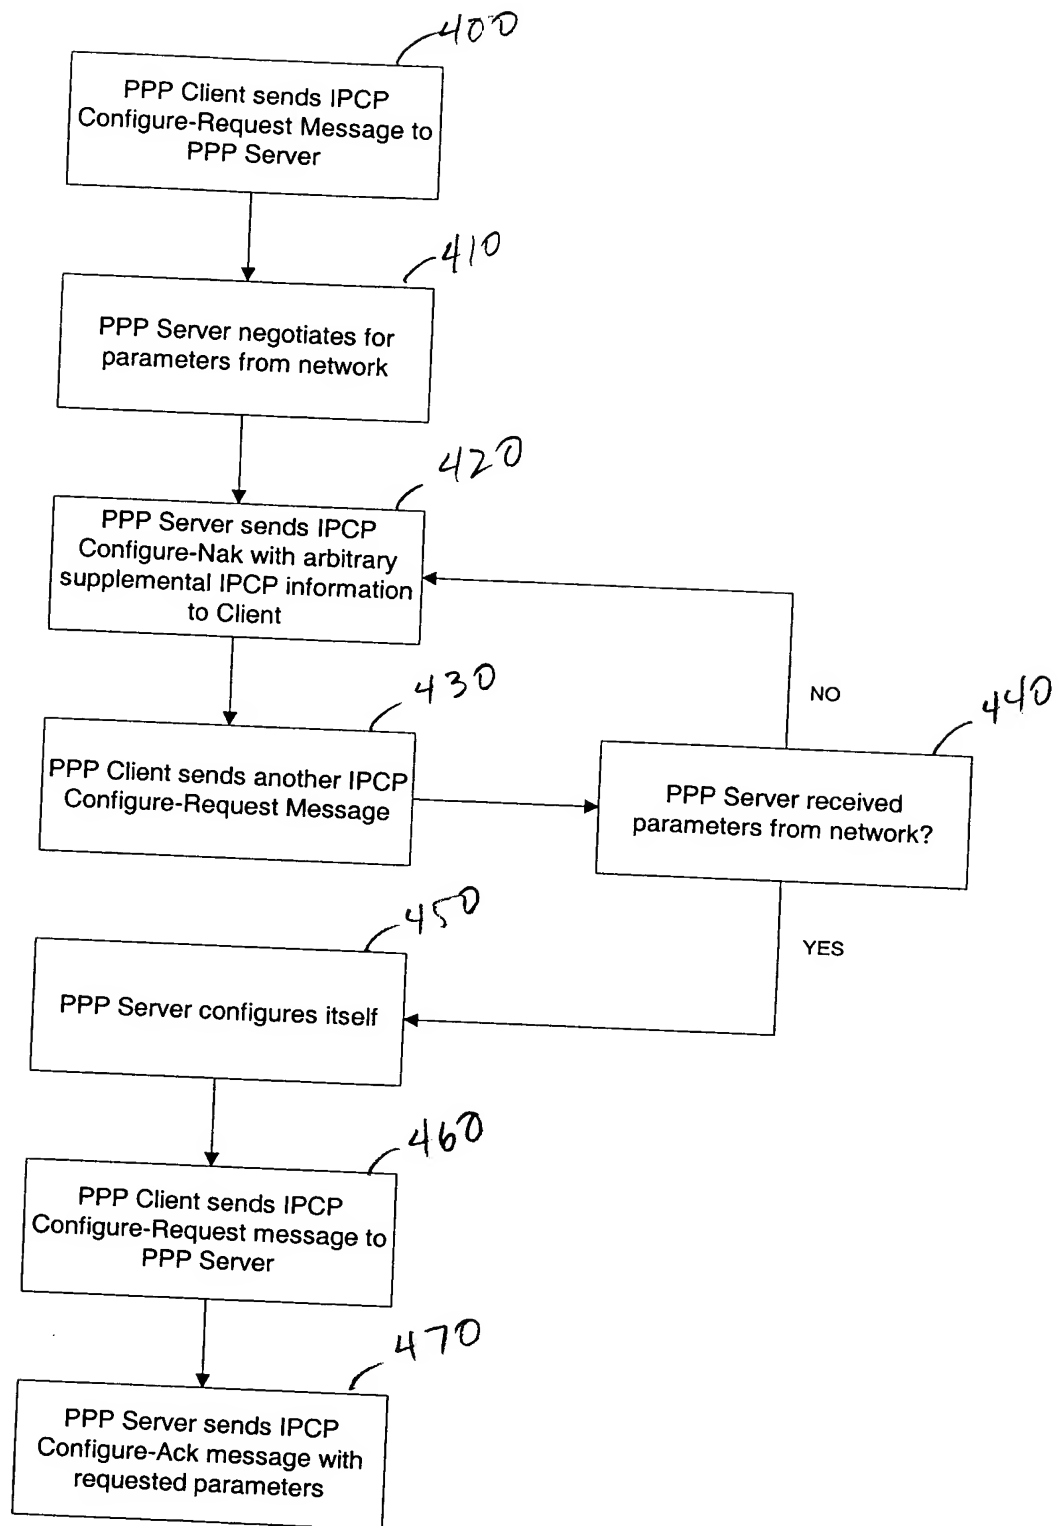 400
PPP Client sends IPCP
Configure-Request Message to
PPP Server
410
PPP Server negotiates for
parameters from network
420
PPP Server sends IPCP
Configure-Nak with arbitrary
supplemental IPCP information
to Client
430
PPP Client sends another IPCP
Configure-Request Message
NO
440
PPP Server received
parameters from network?
YES
450
PPP Server configures itself
460
PPP Client sends IPCP
Configure-Request message to
PPP Server
470
PPP Server sends IPCP
Configure-Ack message with
requested parameters